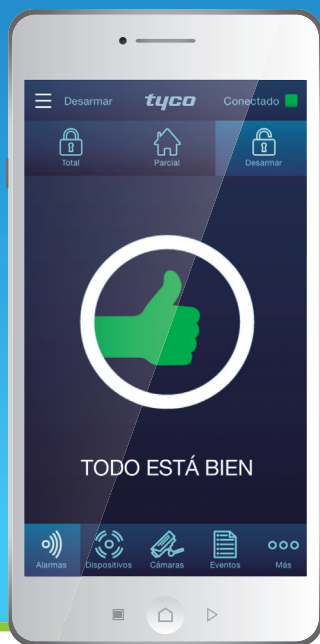 Desarmar tyco Conectado
Total Parcial Desarmar
TODO ESTÁ BIEN
Alarmas Dispositivos Cámaras Eventos Más